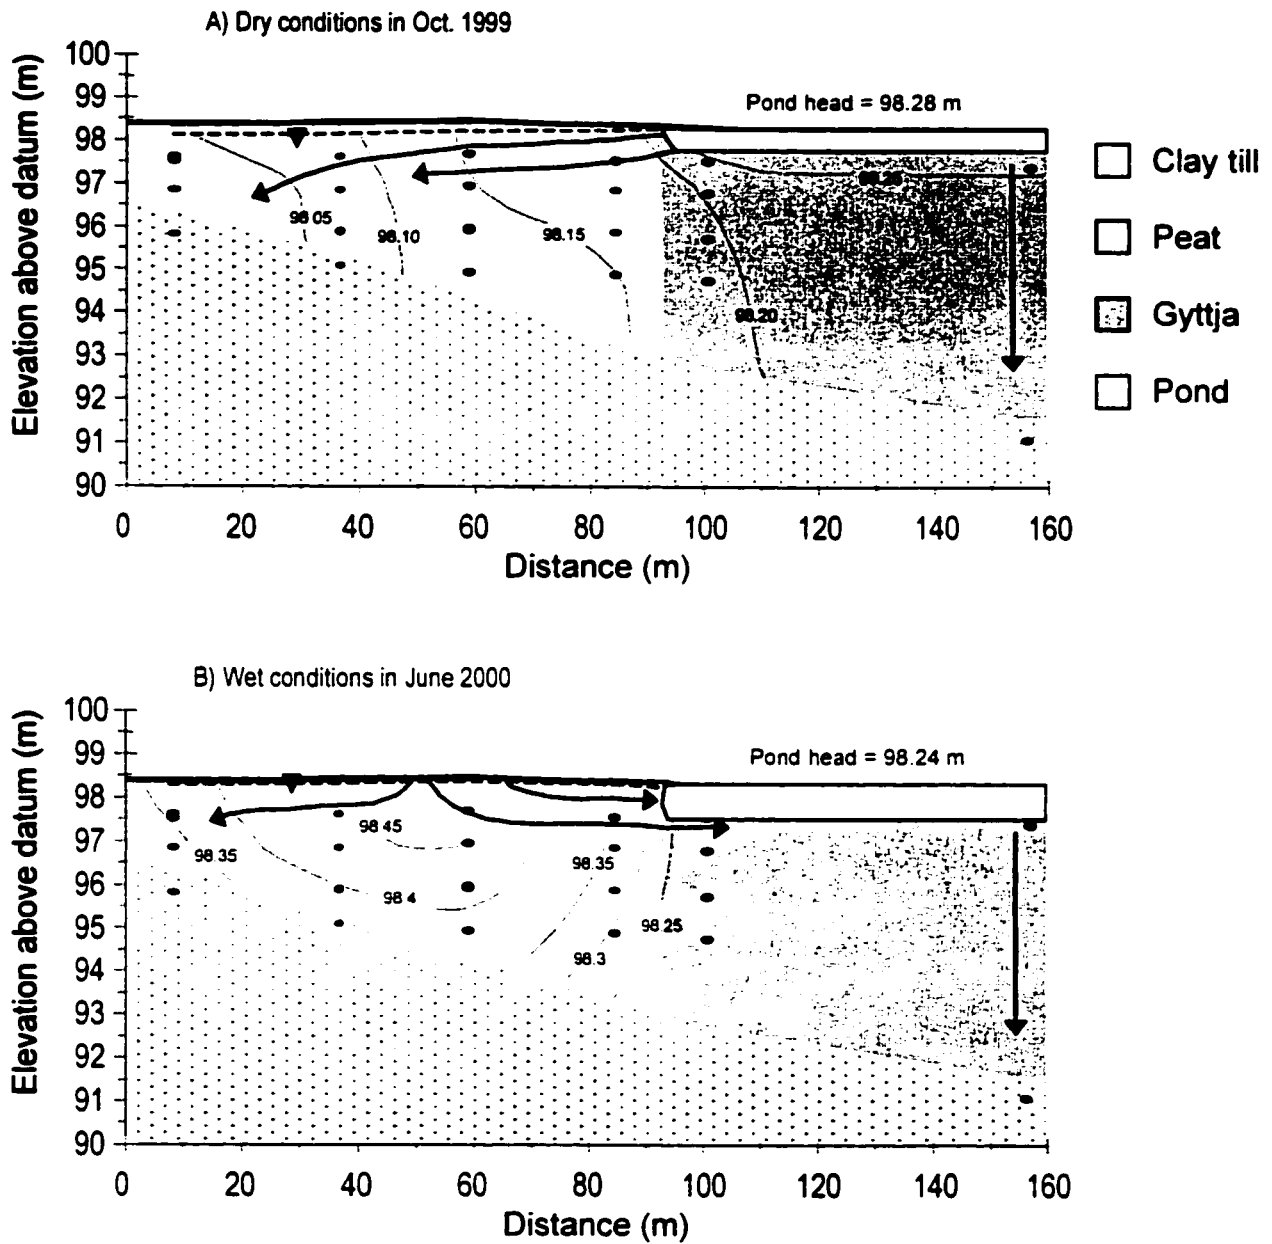 A) Dry conditions in Oct. 1999
Elevation above datum (m)
100
99
98
97
96
95
94
93
92
91
90
Pond head = 98.28 m
98.05
98.10
98.15
98.20
0 20 40 60 80 100 120 140 160
Distance (m)
Clay till
Peat
Gyttja
Pond
B) Wet conditions in June 2000
Elevation above datum (m)
100
99
98
97
96
95
94
93
92
91
90
Pond head = 98.24 m
98.45
98.35
98.35
98.4
98.25
98.3
0 20 40 60 80 100 120 140 160
Distance (m)